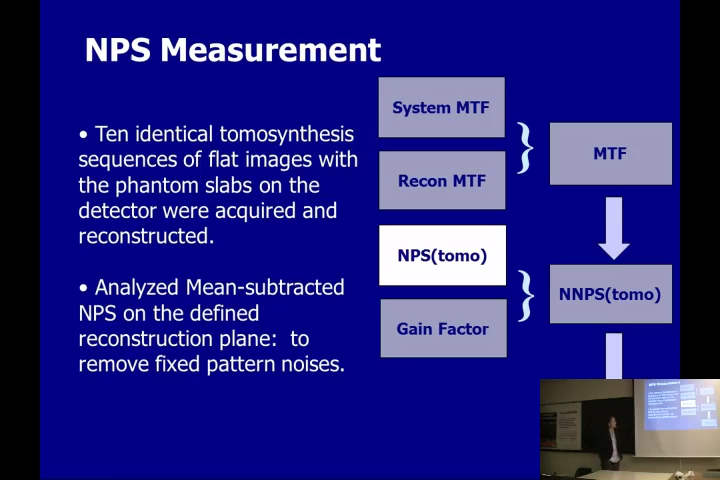 NPS Measurement
• Ten identical tomosynthesis
sequences of flat images with
the phantom slabs on the
detector were acquired and
reconstructed.
• Analyzed Mean-subtracted
NPS on the defined
reconstruction plane:  to
remove fixed pattern noises.
System MTF
Recon MTF
}
MTF
NPS(tomo)
Gain Factor
}
NNPS(tomo)